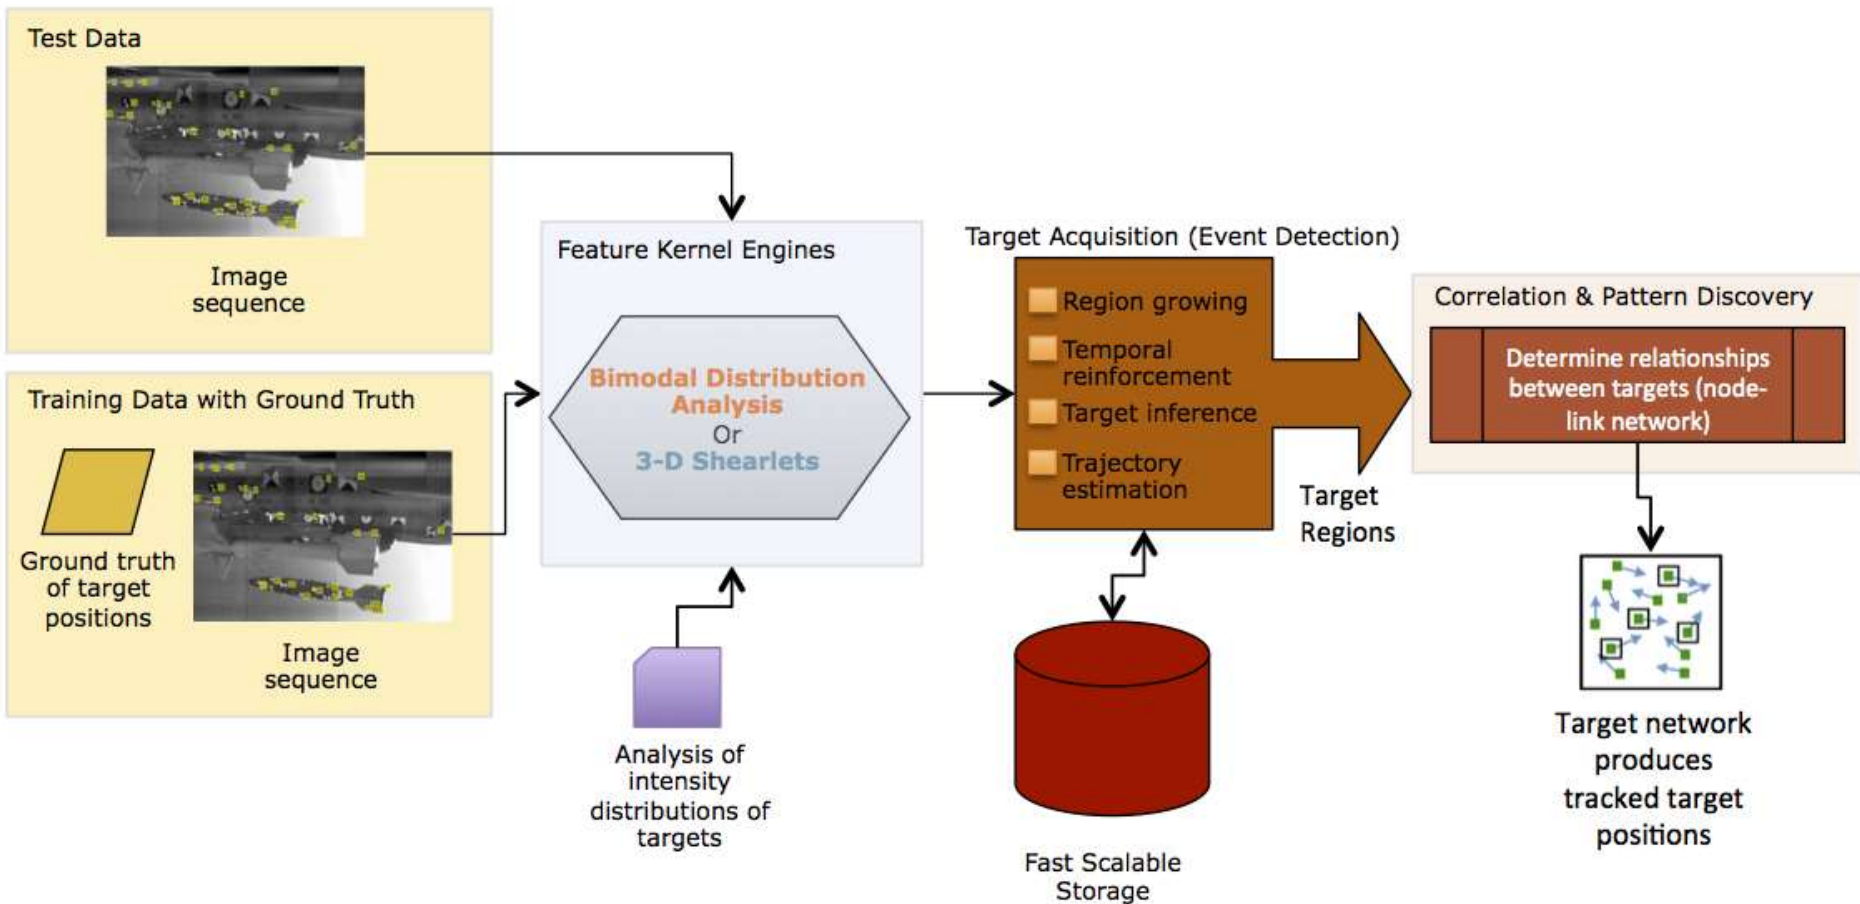 Test Data
Image
sequence
Training Data with Ground Truth
Ground truth
of target
positions
Image
sequence
Feature Kernel Engines
Bimodal Distribution
Analysis
Or
3-D Shearlets
Analysis of
intensity
distributions of
targets
Target Acquisition (Event Detection)
Region growing
Temporal
reinforcement
Target inference
Trajectory
estimation
Target
Regions
Fast Scalable
Storage
Correlation & Pattern Discovery
Determine relationships
between targets (node-
link network)
Target network
produces
tracked target
positions